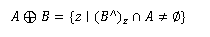 A ⨁ B = {z | (B^)_z ∩ A ≠ ∅}